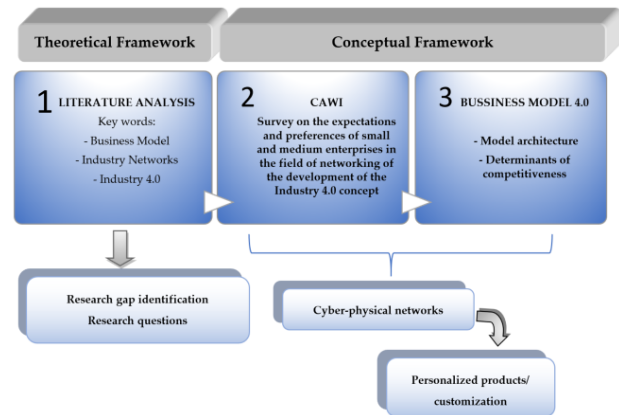 Theoretical Framework
Conceptual Framework
1 LITERATURE ANALYSIS
Key words:
- Business Model
- Industry Networks
- Industry 4.0
2 CAWI
Survey on the expectations
and preferences of small
and medium enterprises in
the field of networking of
the development of the
Industry 4.0 concept
3 BUSSINESS MODEL 4.0
- Model architecture
- Determinants of
competitiveness
Research gap identification
Research questions
Cyber-physical networks
Personalized products/
customization